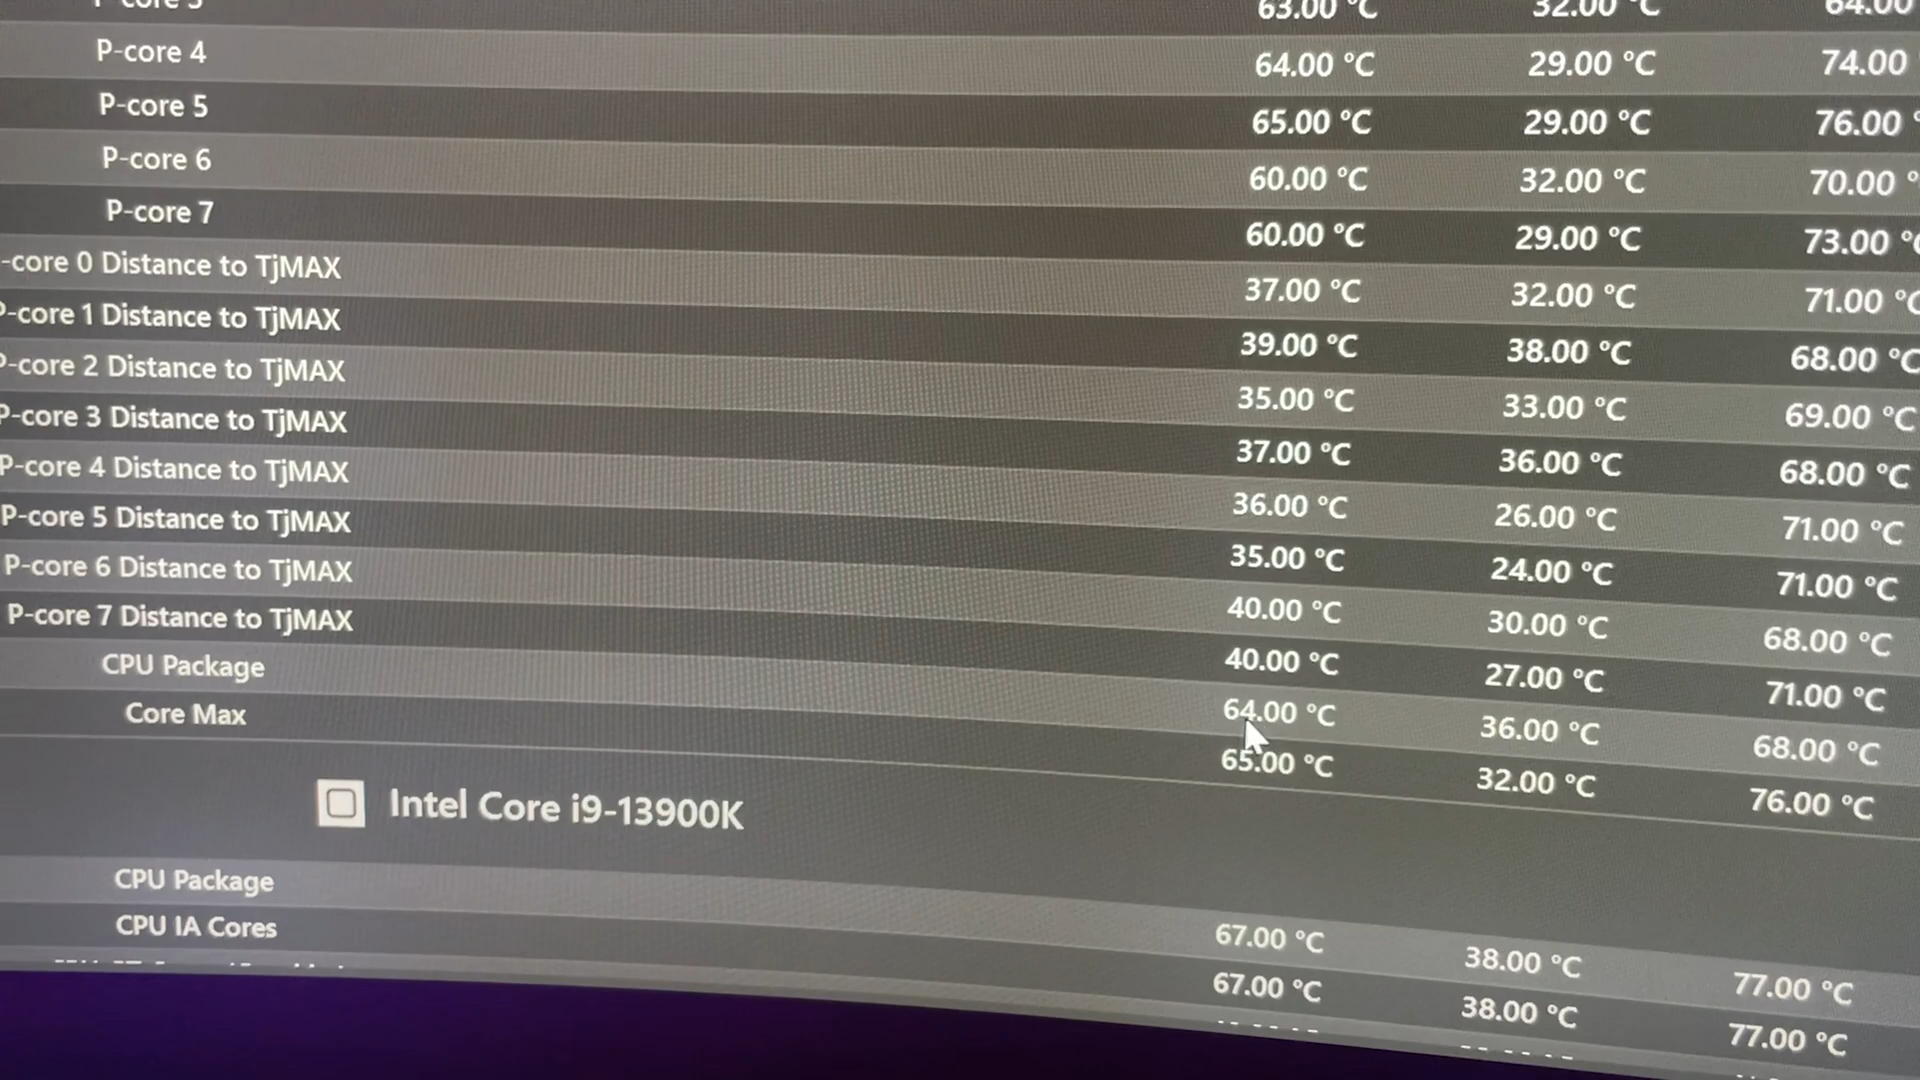 P-core 3 63.00 °C 32.00 °C 64.00
P-core 4 64.00 °C 29.00 °C 74.00
P-core 5 65.00 °C 29.00 °C 76.00 °
P-core 6 60.00 °C 32.00 °C 70.00 °
P-core 7 60.00 °C 29.00 °C 73.00 °C
-core 0 Distance to TjMAX 37.00 °C 32.00 °C 71.00 °C
P-core 1 Distance to TjMAX 39.00 °C 38.00 °C 68.00 °C
P-core 2 Distance to TjMAX 35.00 °C 33.00 °C 69.00 °C
P-core 3 Distance to TjMAX 37.00 °C 36.00 °C 68.00 °C
P-core 4 Distance to TjMAX 36.00 °C 26.00 °C 71.00 °C
P-core 5 Distance to TjMAX 35.00 °C 24.00 °C 71.00 °C
P-core 6 Distance to TjMAX 40.00 °C 30.00 °C 68.00 °C
P-core 7 Distance to TjMAX 40.00 °C 27.00 °C 71.00 °C
CPU Package 64.00 °C 36.00 °C 68.00 °C
Core Max 65.00 °C 32.00 °C 76.00 °C
Intel Core i9-13900K
CPU Package 67.00 °C 38.00 °C 77.00 °C
CPU IA Cores 67.00 °C 38.00 °C 77.00 °C